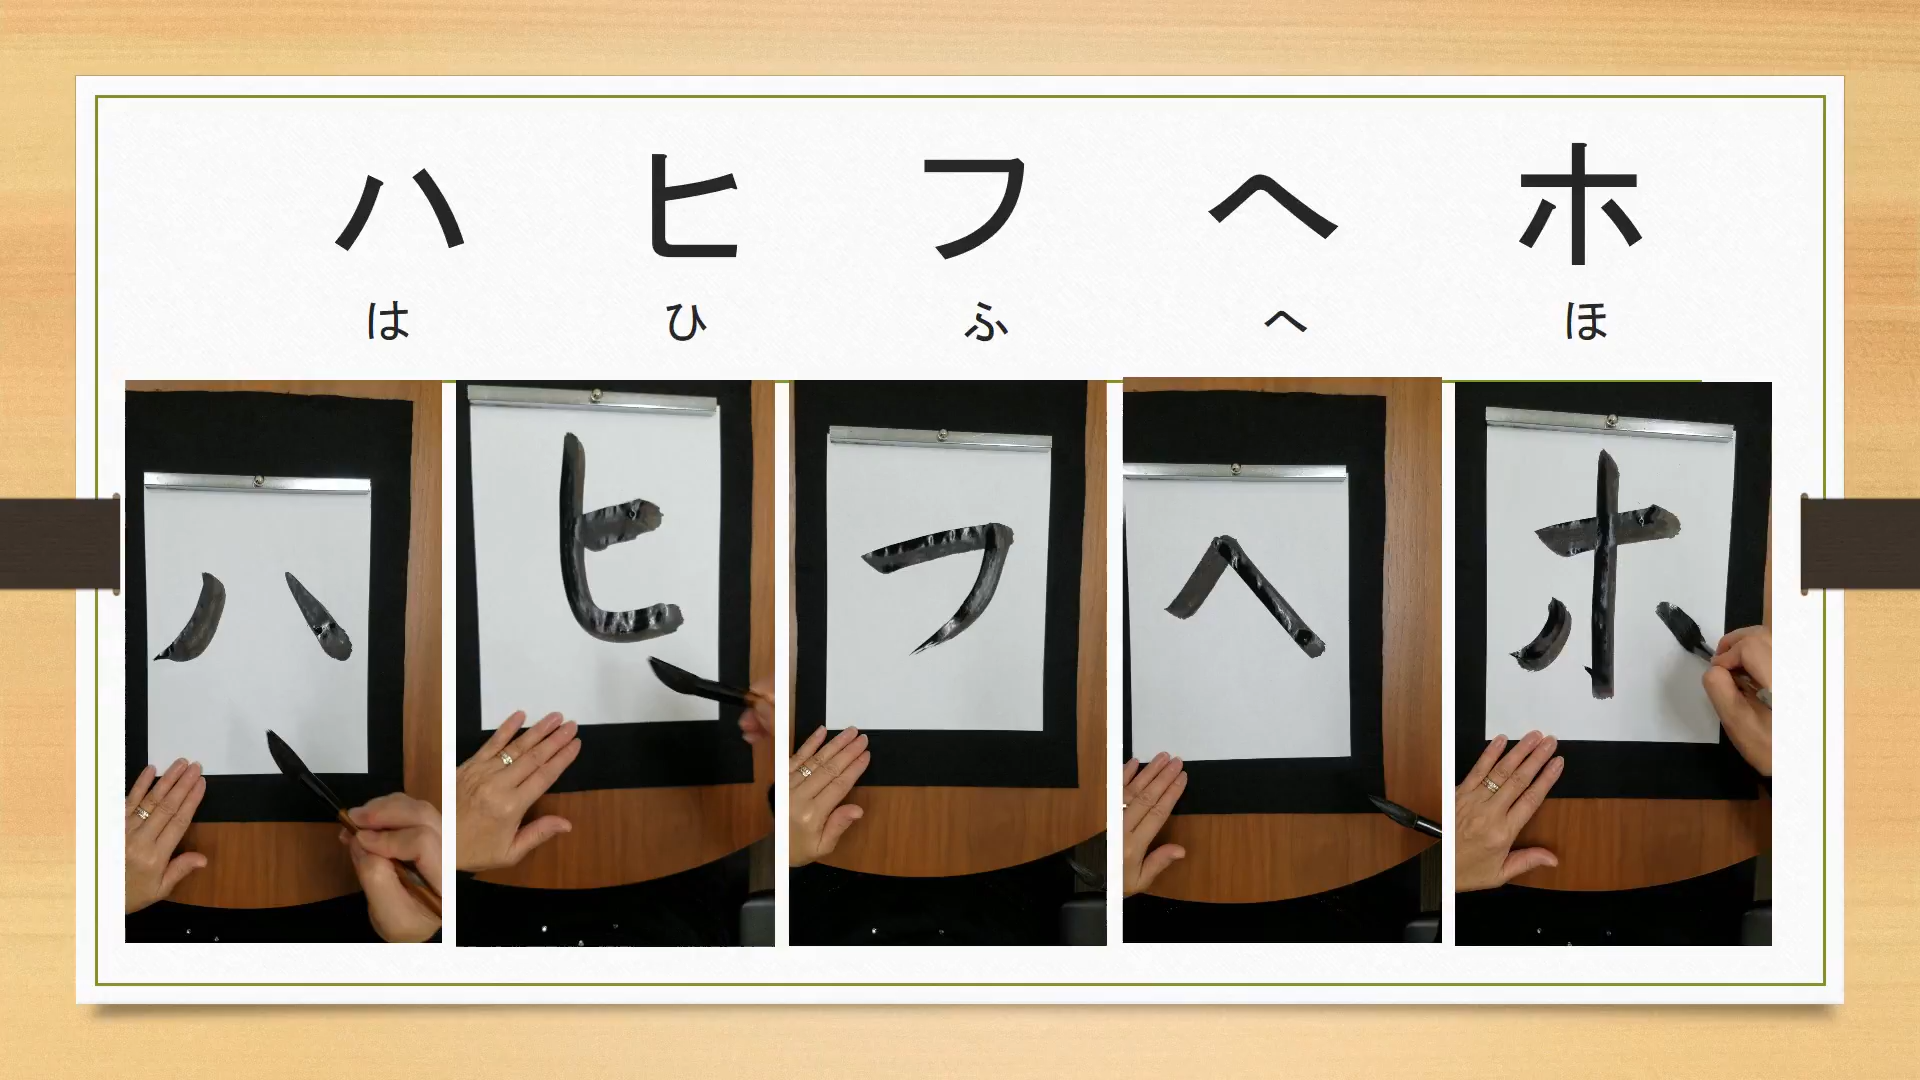 ハ ヒ フ ヘ ホ
は ひ ふ へ ほ
ハ ヒ フ ヘ ホ